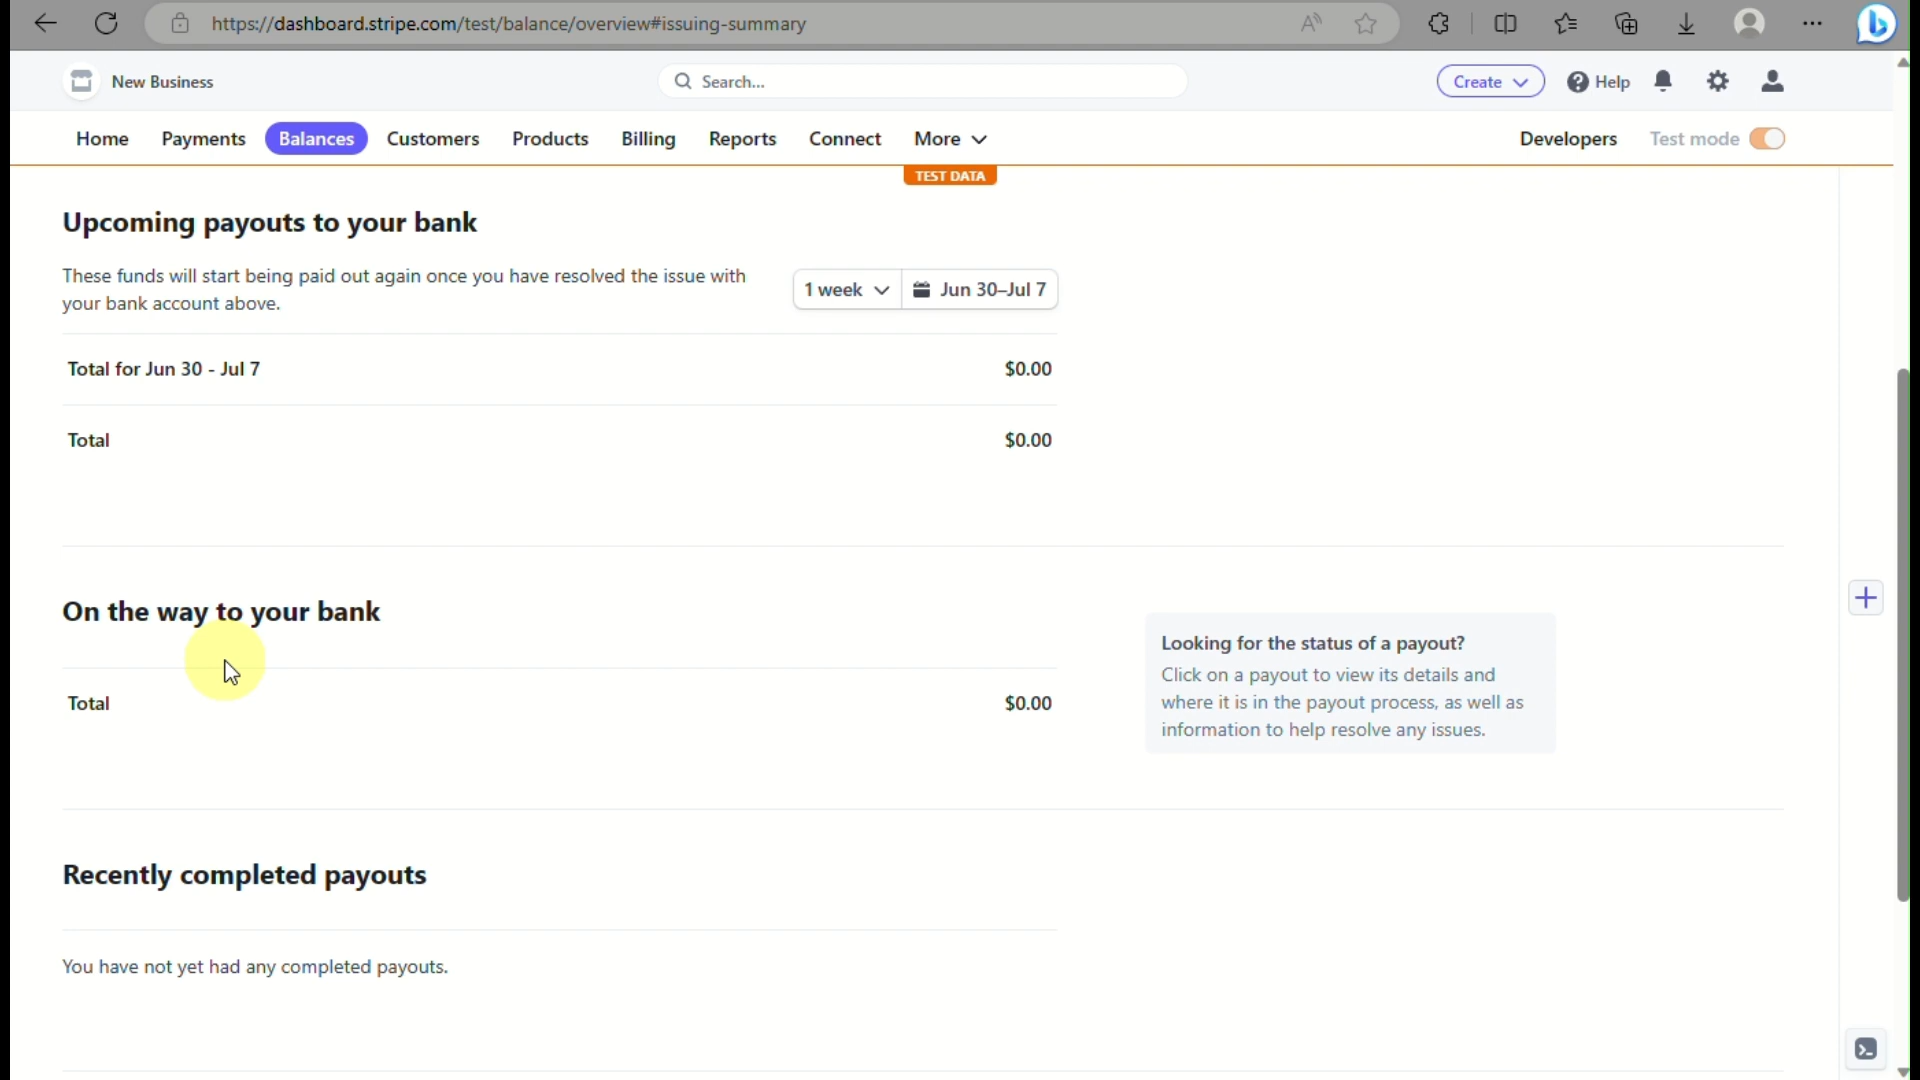 https://dashboard.stripe.com/test/balance/overview#issuing-summary
New Business
Search...
Create
Help
Home
Payments
Balances
Customers
Products
Billing
Reports
Connect
More
Developers
Test mode
TEST DATA
Upcoming payouts to your bank
These funds will start being paid out again once you have resolved the issue with
your bank account above.
1 week
Jun 30–Jul 7
Total for Jun 30 - Jul 7
$0.00
Total
$0.00
On the way to your bank
Total
$0.00
Looking for the status of a payout?
Click on a payout to view its details and
where it is in the payout process, as well as
information to help resolve any issues.
Recently completed payouts
You have not yet had any completed payouts.